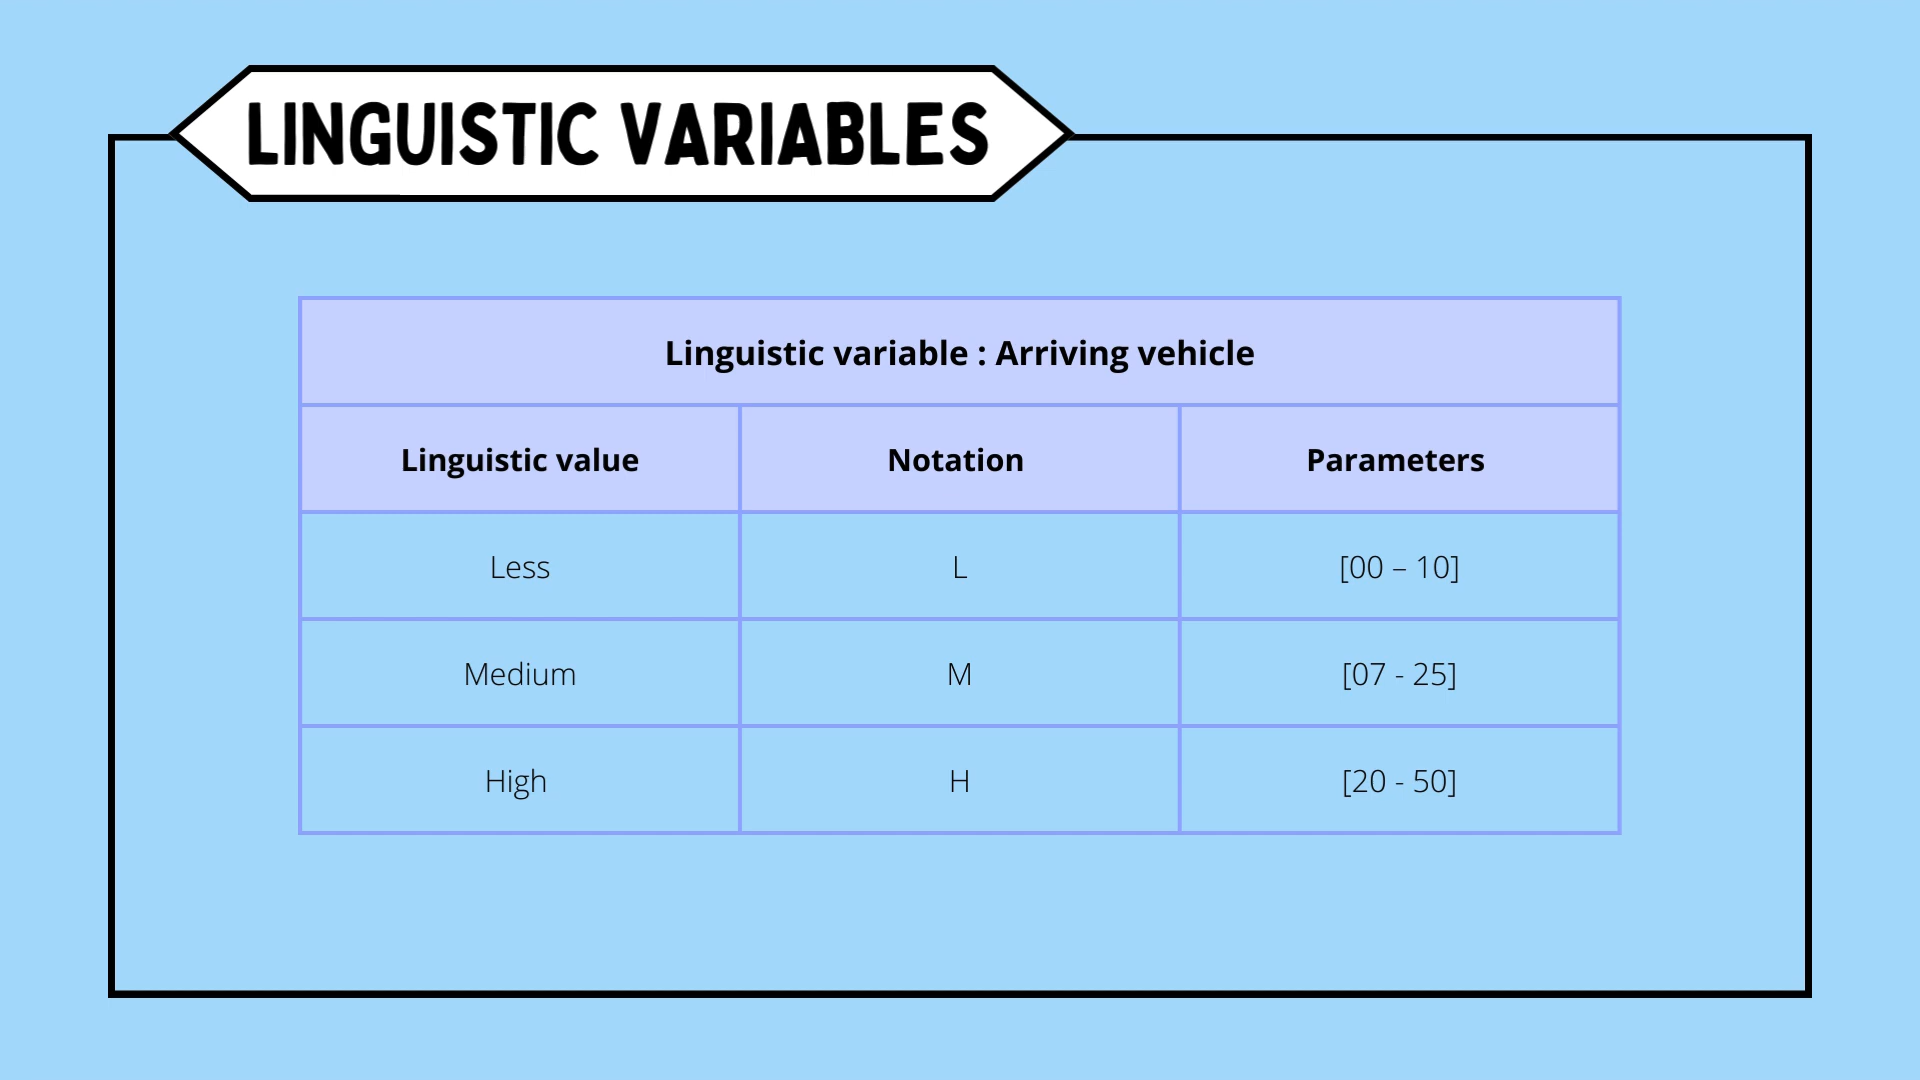 LINGUISTIC VARIABLES
Linguistic variable : Arriving vehicle
Linguistic value Notation Parameters
Less L [00 – 10]
Medium M [07 - 25]
High H [20 - 50]